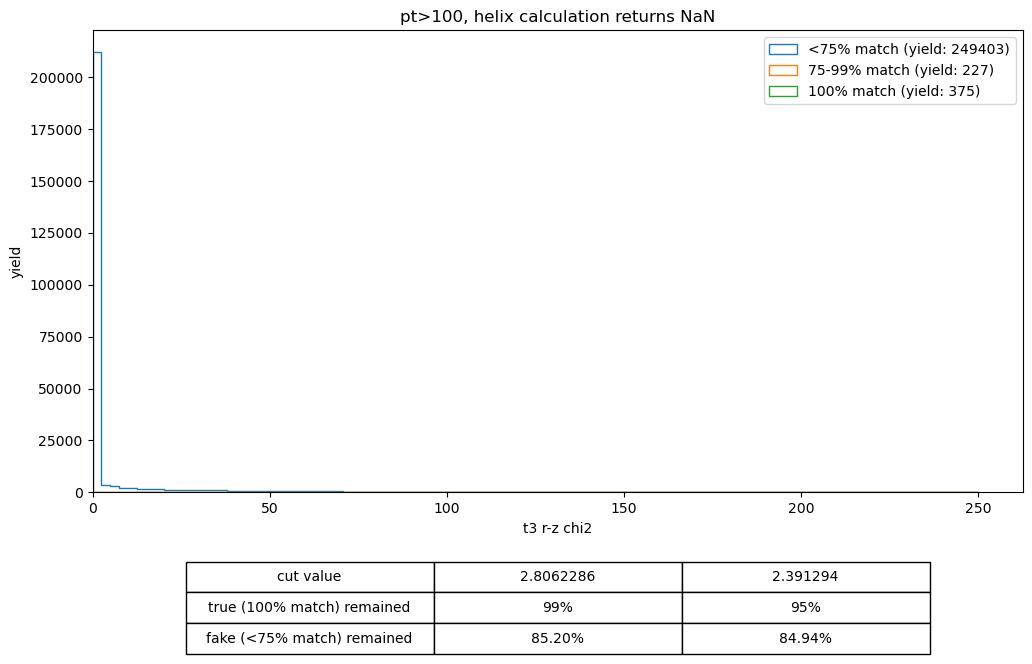 pt>100, helix calculation returns NaN
<75% match (yield: 249403)
75-99% match (yield: 227)
100% match (yield: 375)
200000
175000
150000
125000
100000
75000
50000
25000
0
yield
0 50 100 150 200 250
t3 r-z chi2
cut value 2.8062286 2.391294
true (100% match) remained 99% 95%
fake (<75% match) remained 85.20% 84.94%